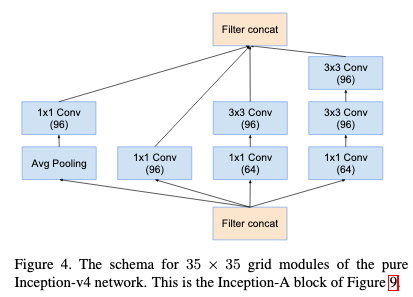 Filter concat
3x3 Conv
(96)
1x1 Conv
(96)
3x3 Conv
(96)
3x3 Conv
(96)
Avg Pooling
1x1 Conv
(96)
1x1 Conv
(64)
1x1 Conv
(64)
Filter concat
Figure 4. The schema for 35 × 35 grid modules of the pure
Inception-v4 network. This is the Inception-A block of Figure 9.